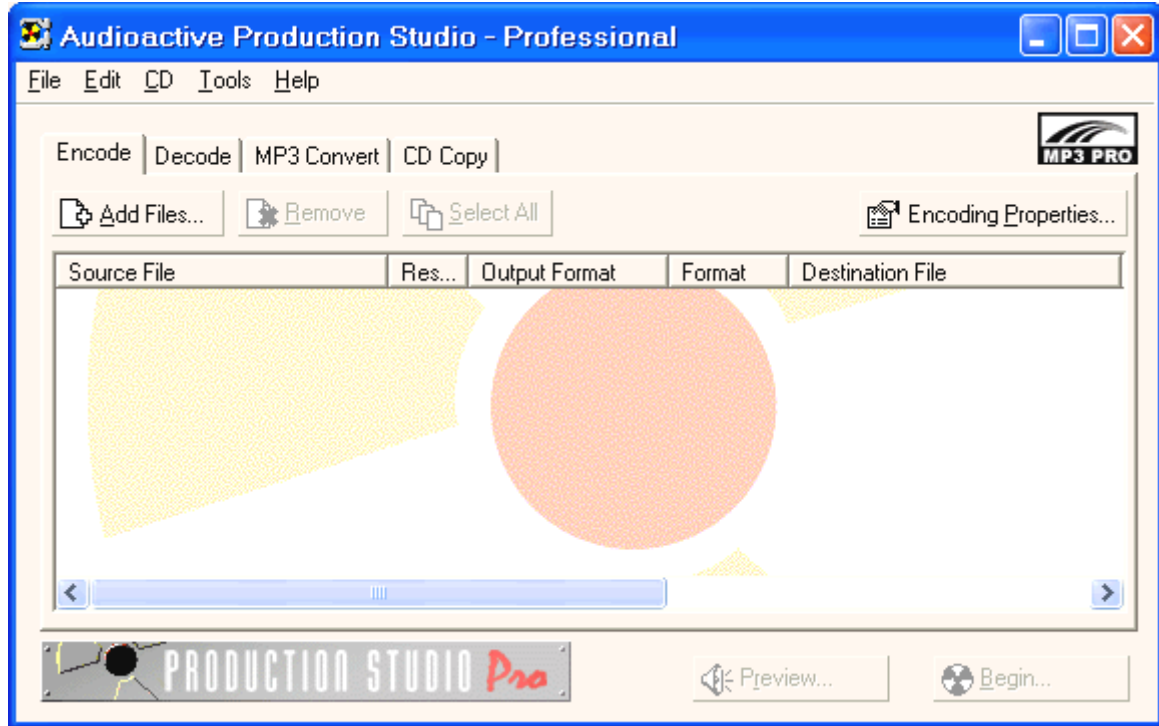 Audioactive Production Studio - Professional
File Edit CD Tools Help
MP3 PRO
Encode Decode MP3 Convert CD Copy
Add Files... Remove Select All Encoding Properties...
Source File Res... Output Format Format Destination File
PRODUCTION STUDIO Pro
Preview... Begin...